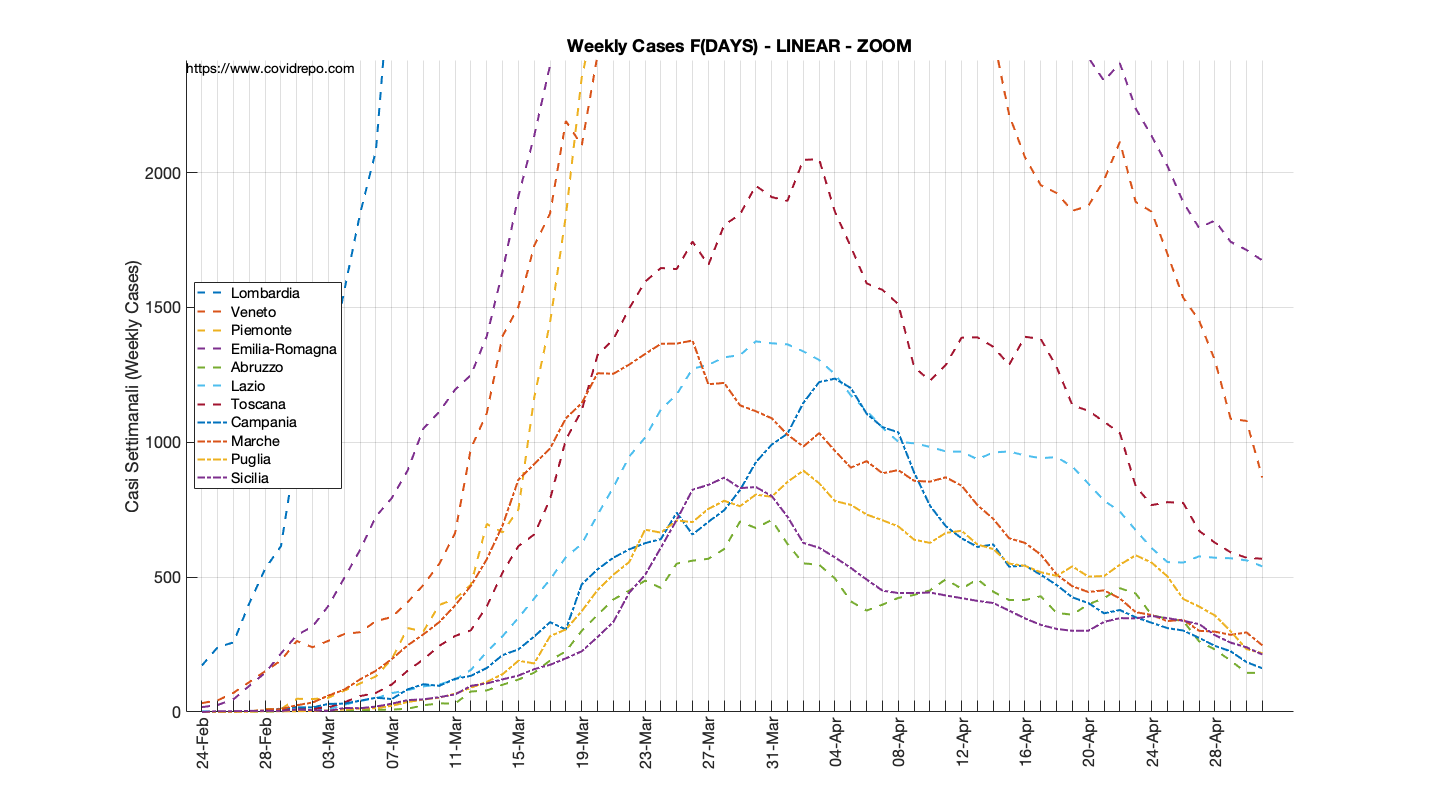 Weekly Cases F(DAYS) - LINEAR - ZOOM
https://www.covidrepo.com
Casi Settimanali (Weekly Cases)
2000
1500
1000
500
0
Lombardia
Veneto
Piemonte
Emilia-Romagna
Abruzzo
Lazio
Toscana
Campania
Marche
Puglia
Sicilia
24-Feb
28-Feb
03-Mar
07-Mar
11-Mar
15-Mar
19-Mar
23-Mar
27-Mar
31-Mar
04-Apr
08-Apr
12-Apr
16-Apr
20-Apr
24-Apr
28-Apr